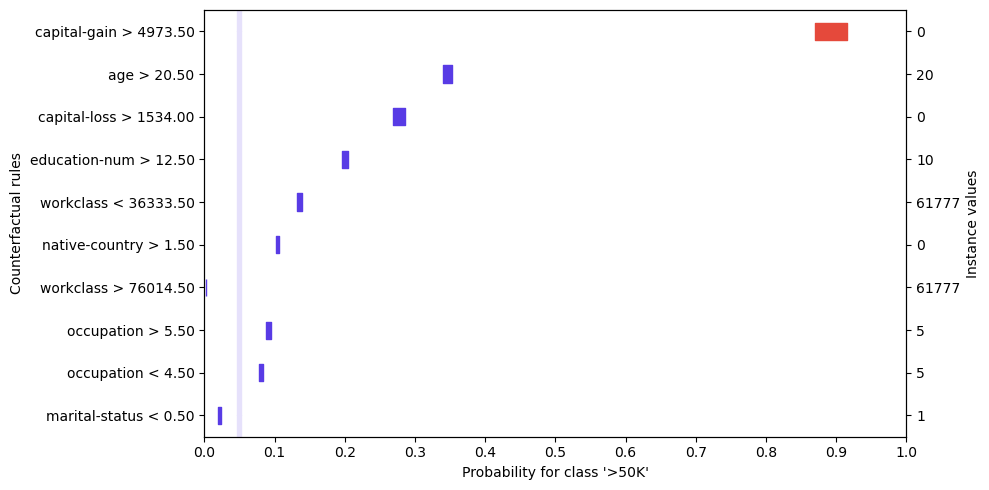 capital-gain > 4973.50 0
age > 20.50 20
capital-loss > 1534.00 0
education-num > 12.50 10
workclass < 36333.50 61777
native-country > 1.50 0
workclass > 76014.50 61777
occupation > 5.50 5
occupation < 4.50 5
marital-status < 0.50 1
Counterfactual rules
Instance values
0.0 0.1 0.2 0.3 0.4 0.5 0.6 0.7 0.8 0.9 1.0
Probability for class '>50K'